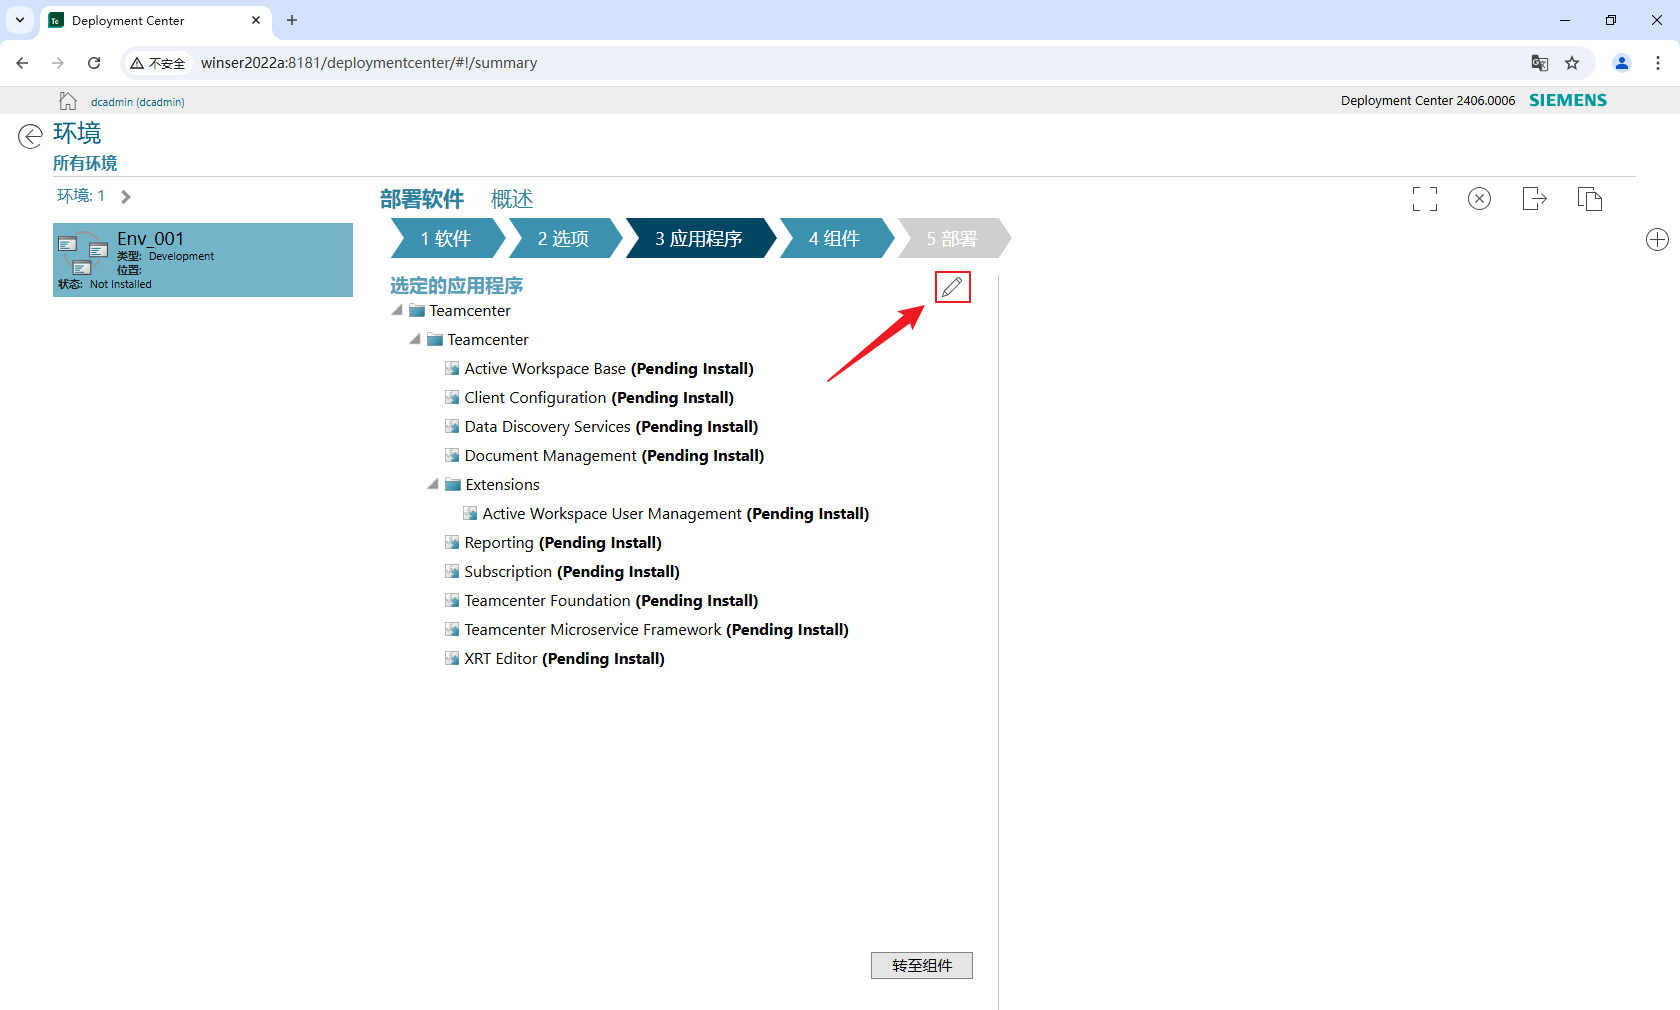 Deployment Center
不安全
winser2022a:8181/deploymentcenter/#!/summary
dcadmin (dcadmin)
Deployment Center 2406.0006 SIEMENS
环境
所有环境
环境: 1
部署软件 概述
Env_001
类型: Development
位置:
状态: Not Installed
1 软件 2 选项 3 应用程序 4 组件 5 部署
选定的应用程序
Teamcenter
Teamcenter
Active Workspace Base (Pending Install)
Client Configuration (Pending Install)
Data Discovery Services (Pending Install)
Document Management (Pending Install)
Extensions
Active Workspace User Management (Pending Install)
Reporting (Pending Install)
Subscription (Pending Install)
Teamcenter Foundation (Pending Install)
Teamcenter Microservice Framework (Pending Install)
XRT Editor (Pending Install)
转至组件